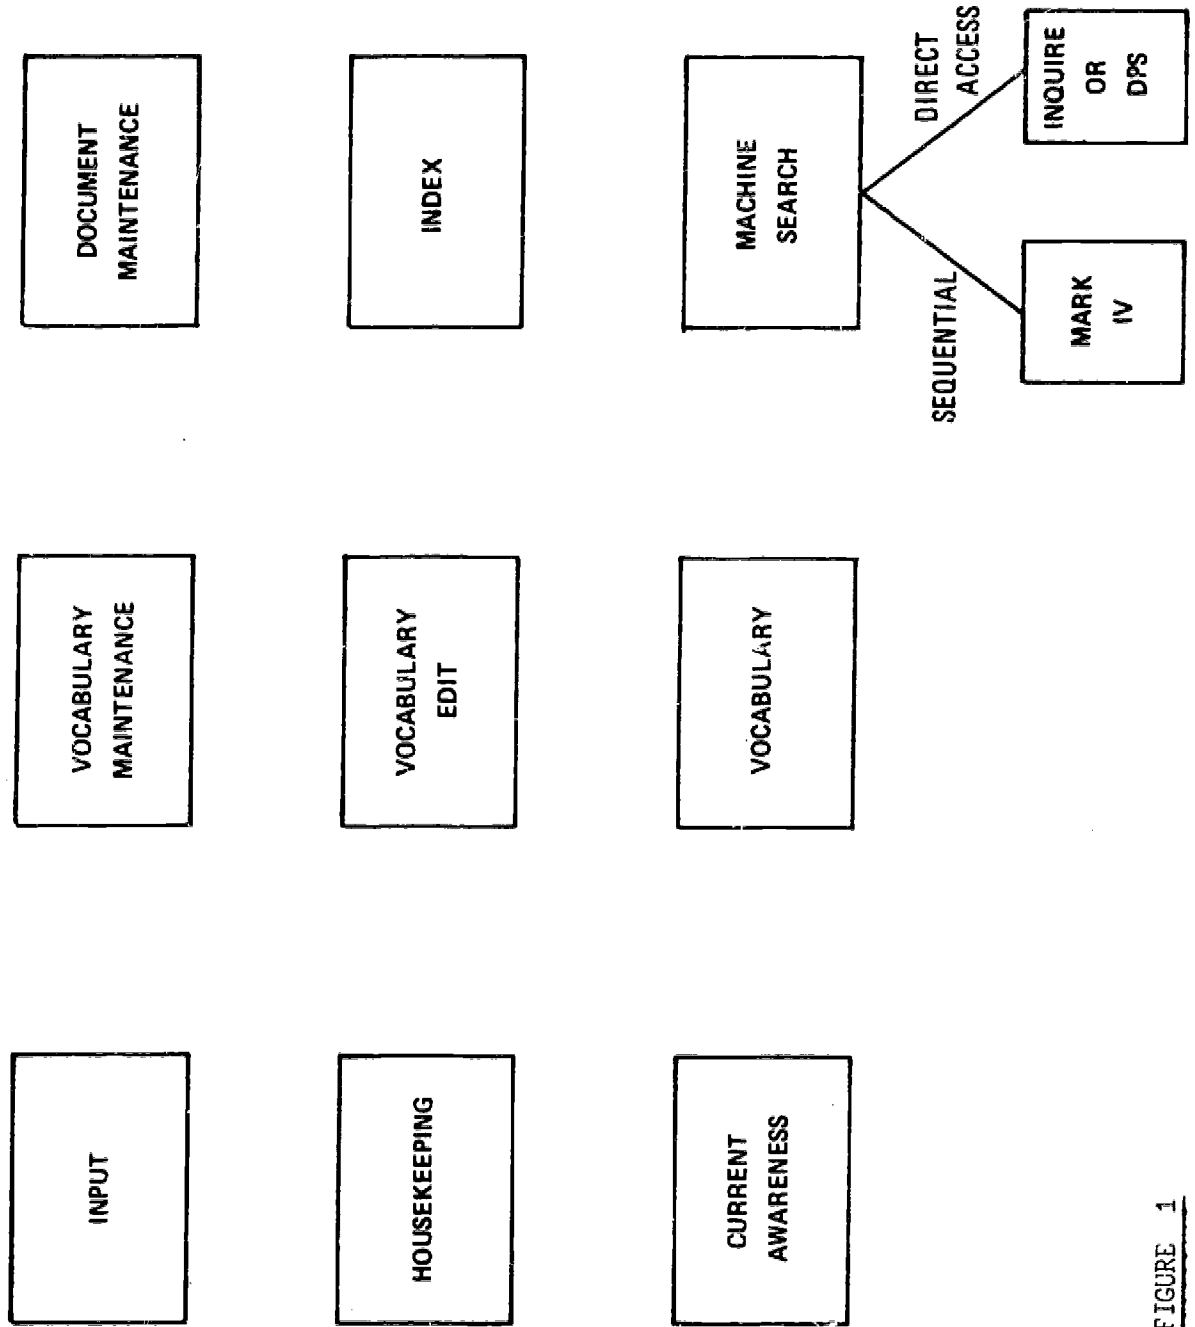 INPUT
VOCABULARY
MAINTENANCE
DOCUMENT
MAINTENANCE
HOUSEKEEPING
VOCABULARY
EDIT
INDEX
CURRENT
AWARENESS
VOCABULARY
MACHINE
SEARCH
SEQUENTIAL
DIRECT
ACCESS
MARK
IV
INQUIRE
OR
DPS
FIGURE 1